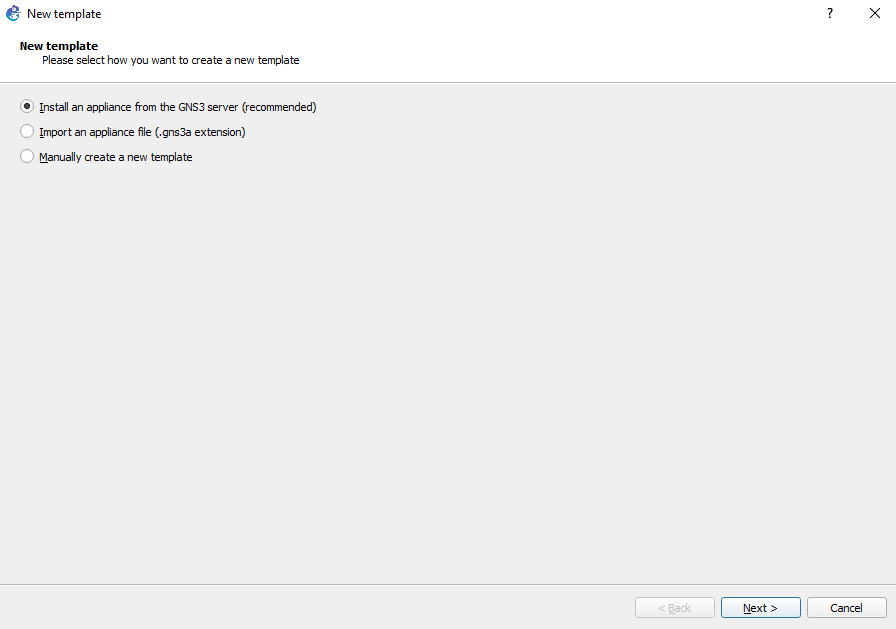 New template
?
New template
Please select how you want to create a new template
Install an appliance from the GNS3 server (recommended)
Import an appliance file (.gns3a extension)
Manually create a new template
< Back
Next >
Cancel